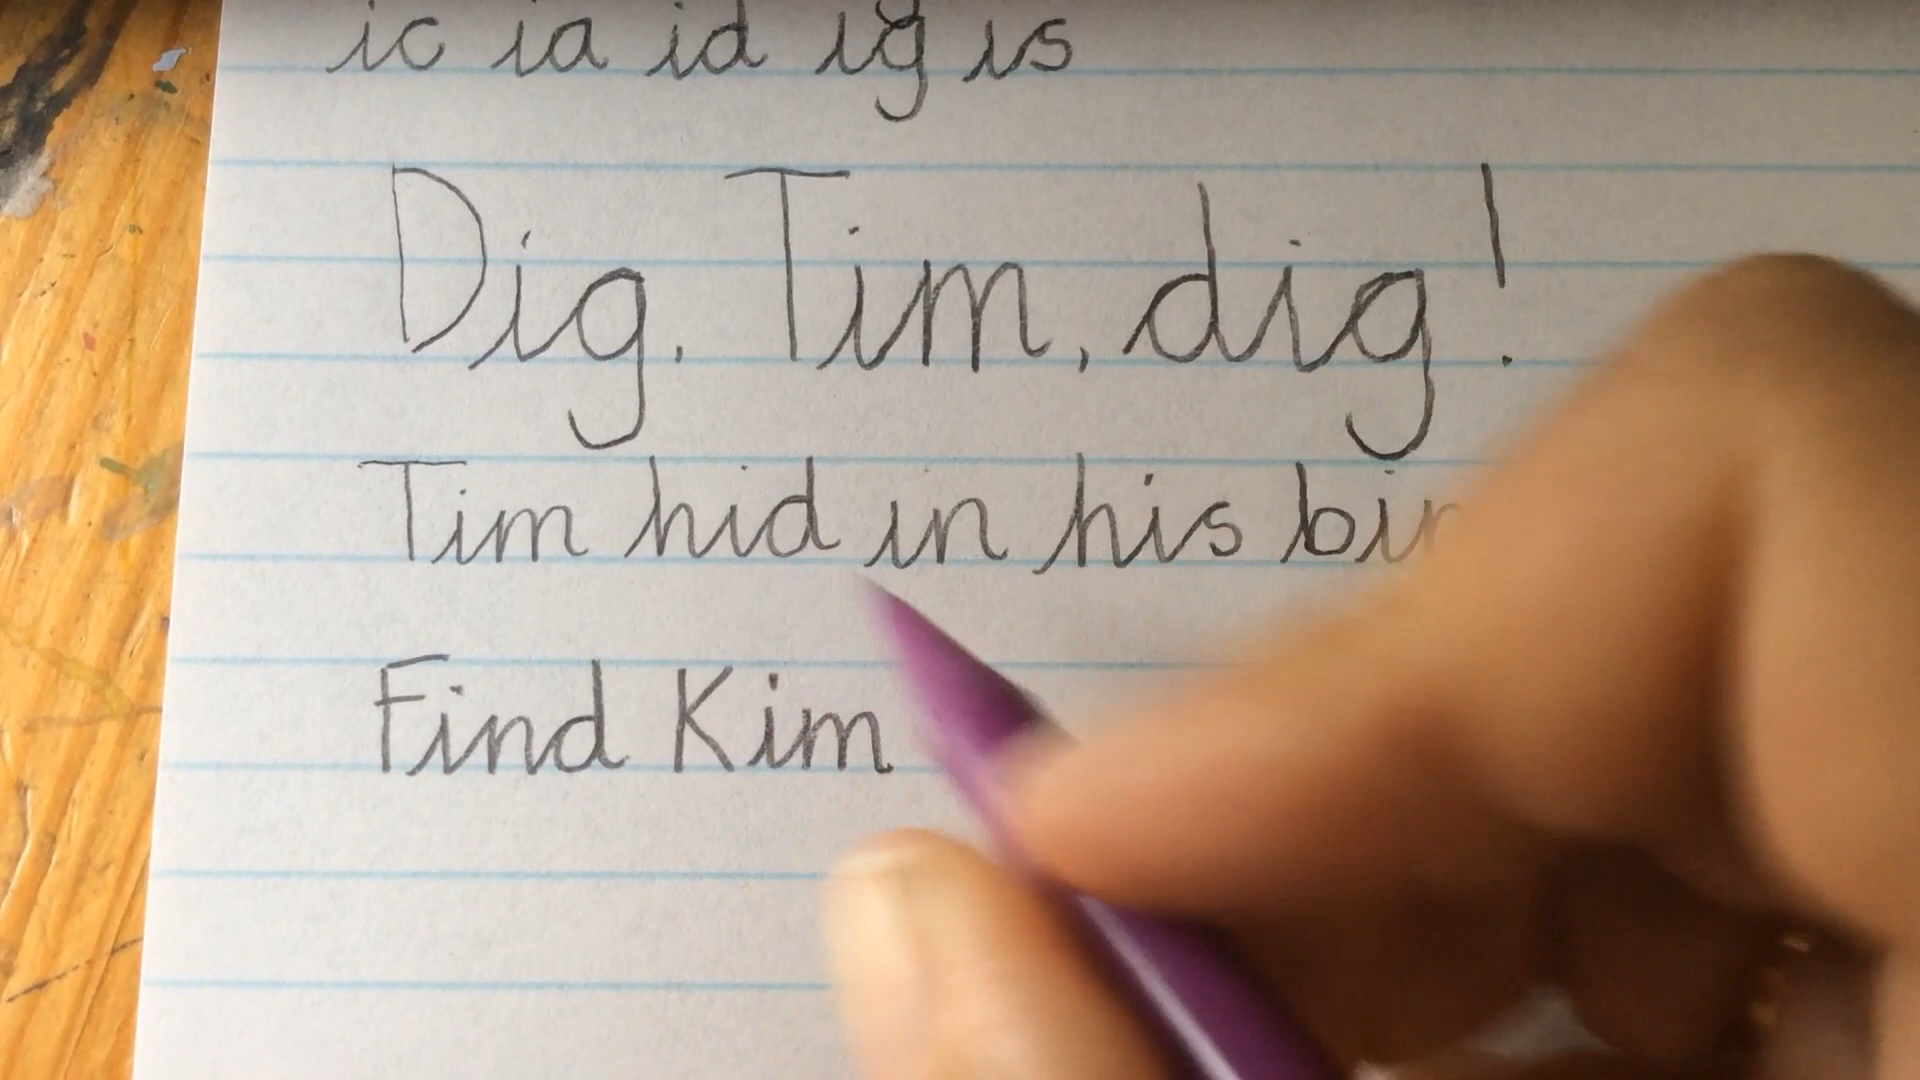 ic ia id ig is
Dig. Tim, dig!
Tim hid in his
Find Kim